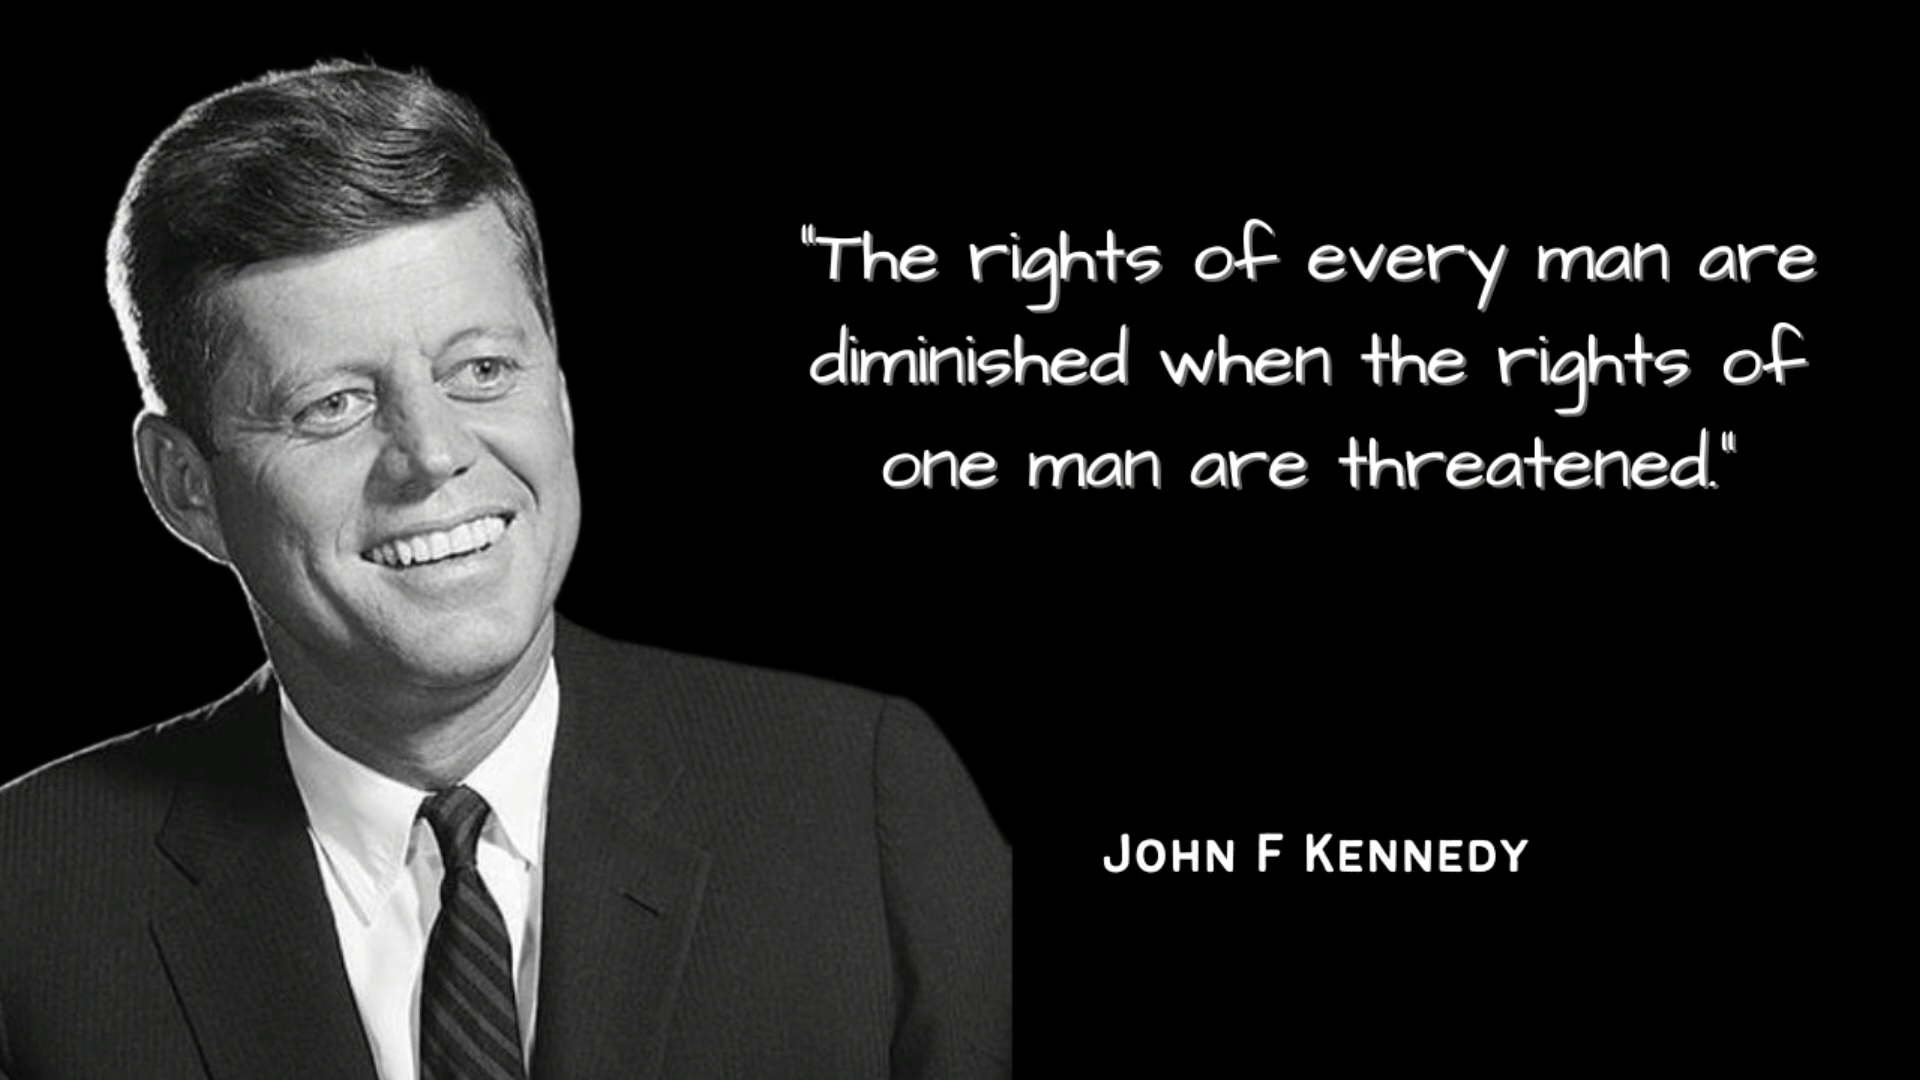 "The rights of every man are
diminished when the rights of
one man are threatened."
John F Kennedy